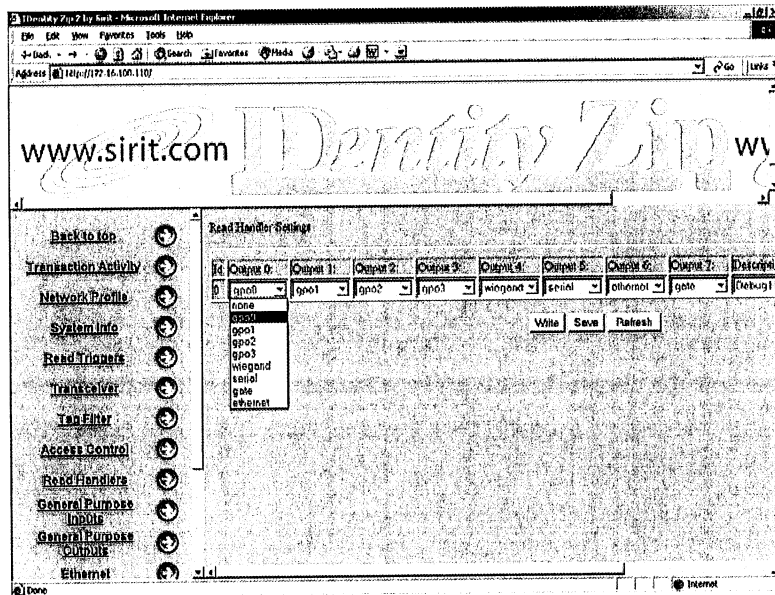 IDentity Zip 2 by Sirit - Microsoft Internet Explorer
File Edit View Favorites Tools Help
Back Search Favorites Media
Address http://172.16.100.110/ Go Links
www.sirit.com IDentity Zip
Back to top
Transaction Activity
Network Profile
System Info
Read Triggers
Transceiver
Tag Filter
Access Control
Read Handlers
General Purpose
Inputs
General Purpose
Outputs
Ethernet
Read Handler Settings
Id Output 0: Output 1: Output 2: Output 3: Output 4: Output 5: Output 6: Output 7: Descripti
0 gpo0 gpo1 gpo2 gpo3 wiegand serial ethernet gate Debug1
none
gpo0
gpo1
gpo2
gpo3
wiegand
serial
gate
ethernet
Write Save Refresh
Done Internet